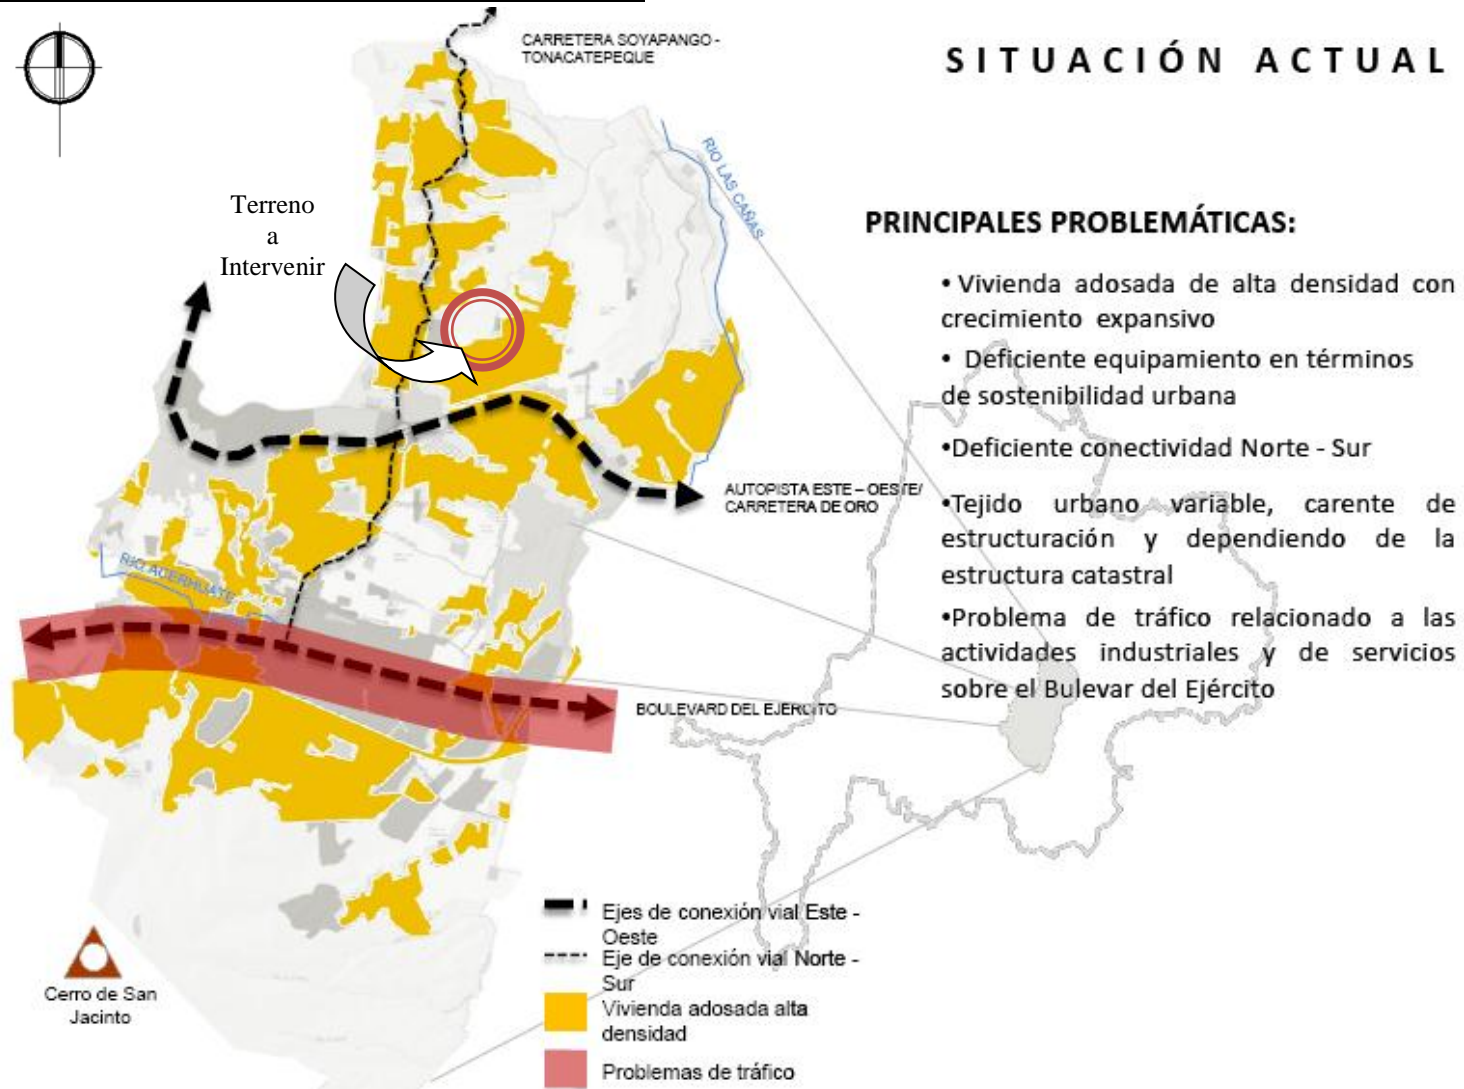 SITUACIÓN ACTUAL
CARRETERA SOYAPANGO -
TONACATEPEQUE
RIO LAS CAÑAS
Terreno
a
Intervenir
AUTOPISTA ESTE – OESTE/
CARRETERA DE ORO
RIO ACERHUATE
BOULEVARD DEL EJERCITO
Cerro de San
Jacinto
Ejes de conexión vial Este -
Oeste
Eje de conexión vial Norte -
Sur
Vivienda adosada alta
densidad
Problemas de tráfico
PRINCIPALES PROBLEMÁTICAS:
• Vivienda adosada de alta densidad con
crecimiento expansivo
• Deficiente equipamiento en términos
de sostenibilidad urbana
•Deficiente conectividad Norte - Sur
•Tejido urbano variable, carente de
estructuración y dependiendo de la
estructura catastral
•Problema de tráfico relacionado a las
actividades industriales y de servicios
sobre el Bulevar del Ejército